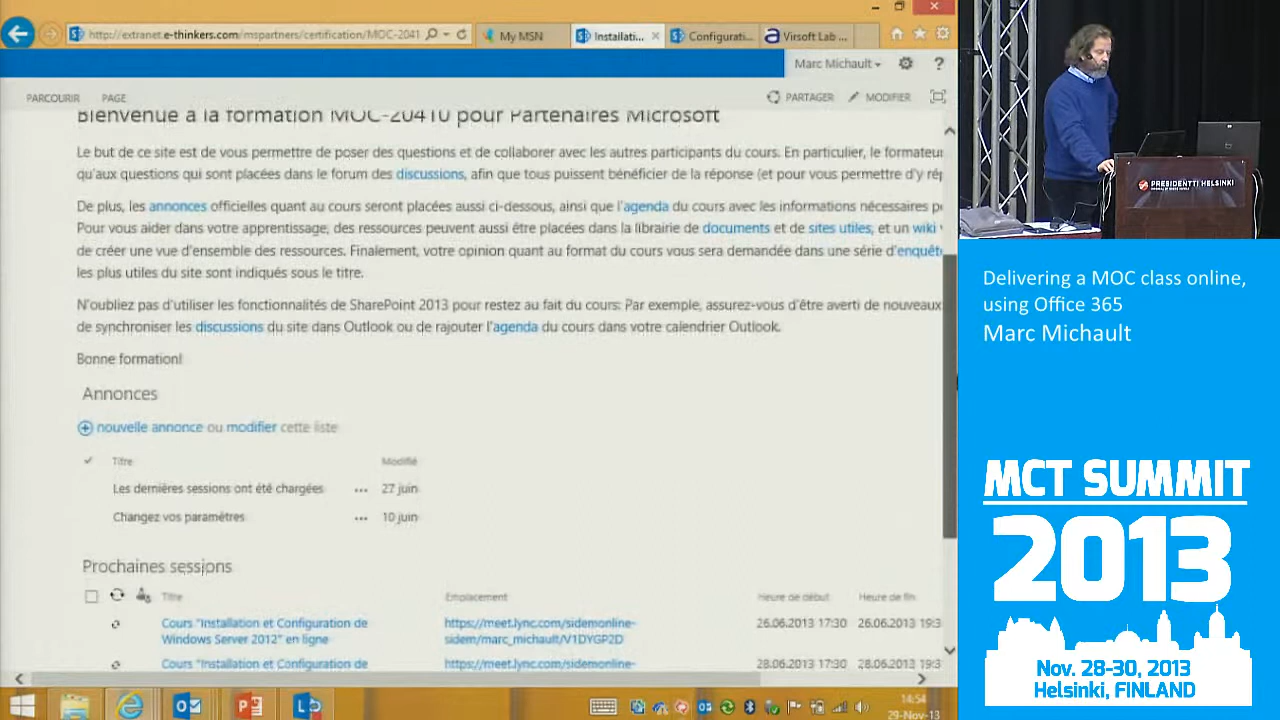 http://extranet.e-thinkers.com/mspartners/certification/MOC-2041
My MSN
Installati...
Configurati...
Virsoft Lab ...
Marc Michault
PARCOURIR
PAGE
PARTAGER
MODIFIER
Bienvenue à la formation MOC-20410 pour Partenaires Microsoft
Le but de ce site est de vous permettre de poser des questions et de collaborer avec les autres participants du cours. En particulier, le formateur
qu'aux questions qui sont placées dans le forum des discussions, afin que tous puissent bénéficier de la réponse (et pour vous permettre d'y ré
De plus, les annonces officielles quant au cours seront placées aussi ci-dessous, ainsi que l'agenda du cours avec les informations nécessaires p
Pour vous aider dans votre apprentissage, des ressources peuvent aussi être placées dans la librairie de documents et de sites utiles, et un wiki
de créer une vue d'ensemble des ressources. Finalement, votre opinion quant au format du cours vous sera demandée dans une série d'enquêt
les plus utiles du site sont indiqués sous le titre.
N'oubliez pas d'utiliser les fonctionnalités de SharePoint 2013 pour restez au fait du cours: Par exemple, assurez-vous d'être averti de nouveaux
de synchroniser les discussions du site dans Outlook ou de rajouter l'agenda du cours dans votre calendrier Outlook.
Bonne formation!
Annonces
nouvelle annonce ou modifier cette liste
Titre
Modifié
Les dernières sessions ont été chargées ... 27 juin
Changez vos paramètres ... 10 juin
Prochaines sessions
Titre
Emplacement
Heure de début
Heure de fin
Cours "Installation et Configuration de
Windows Server 2012" en ligne
https://meet.lync.com/sidemonline-
sidem/marc_michault/V1DYGP2D
26.06.2013 17:30
26.06.2013 19:3
Cours "Installation et Configuration de
https://meet.lync.com/sidemonline-
28.06.2013 17:30
28.06.2013 19:3
14:54
29-Nov-13
PRESIDENTTI HELSINKI
Delivering a MOC class online,
using Office 365
Marc Michault
MCT SUMMIT
2013
Nov. 28-30, 2013
Helsinki, FINLAND